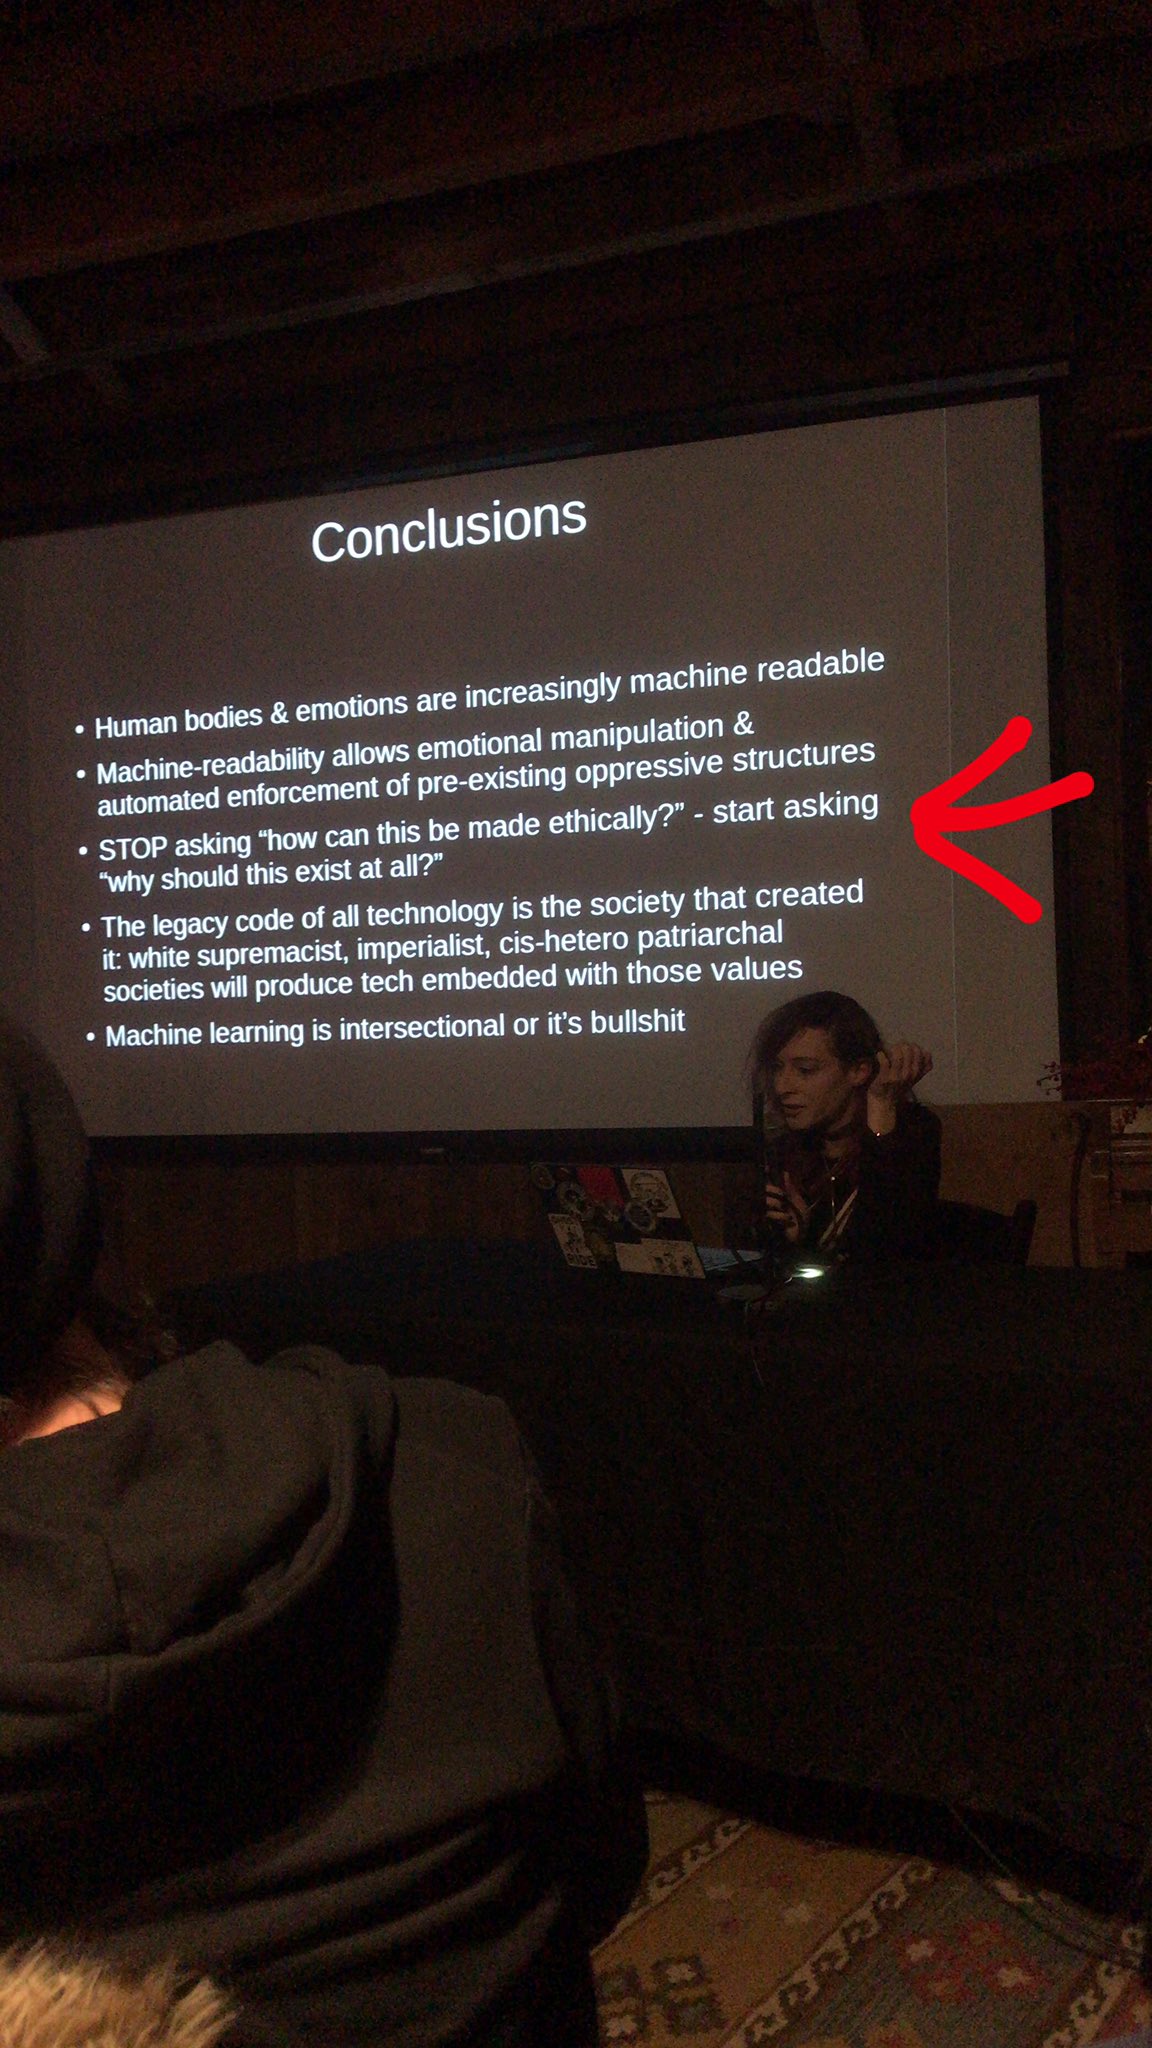 Conclusions
• Human bodies & emotions are increasingly machine readable
• Machine-readability allows emotional manipulation &
automated enforcement of pre-existing oppressive structures
• STOP asking “how can this be made ethically?” - start asking
“why should this exist at all?”
• The legacy code of all technology is the society that created
it: white supremacist, imperialist, cis-hetero patriarchal
societies will produce tech embedded with those values
• Machine learning is intersectional or it’s bullshit